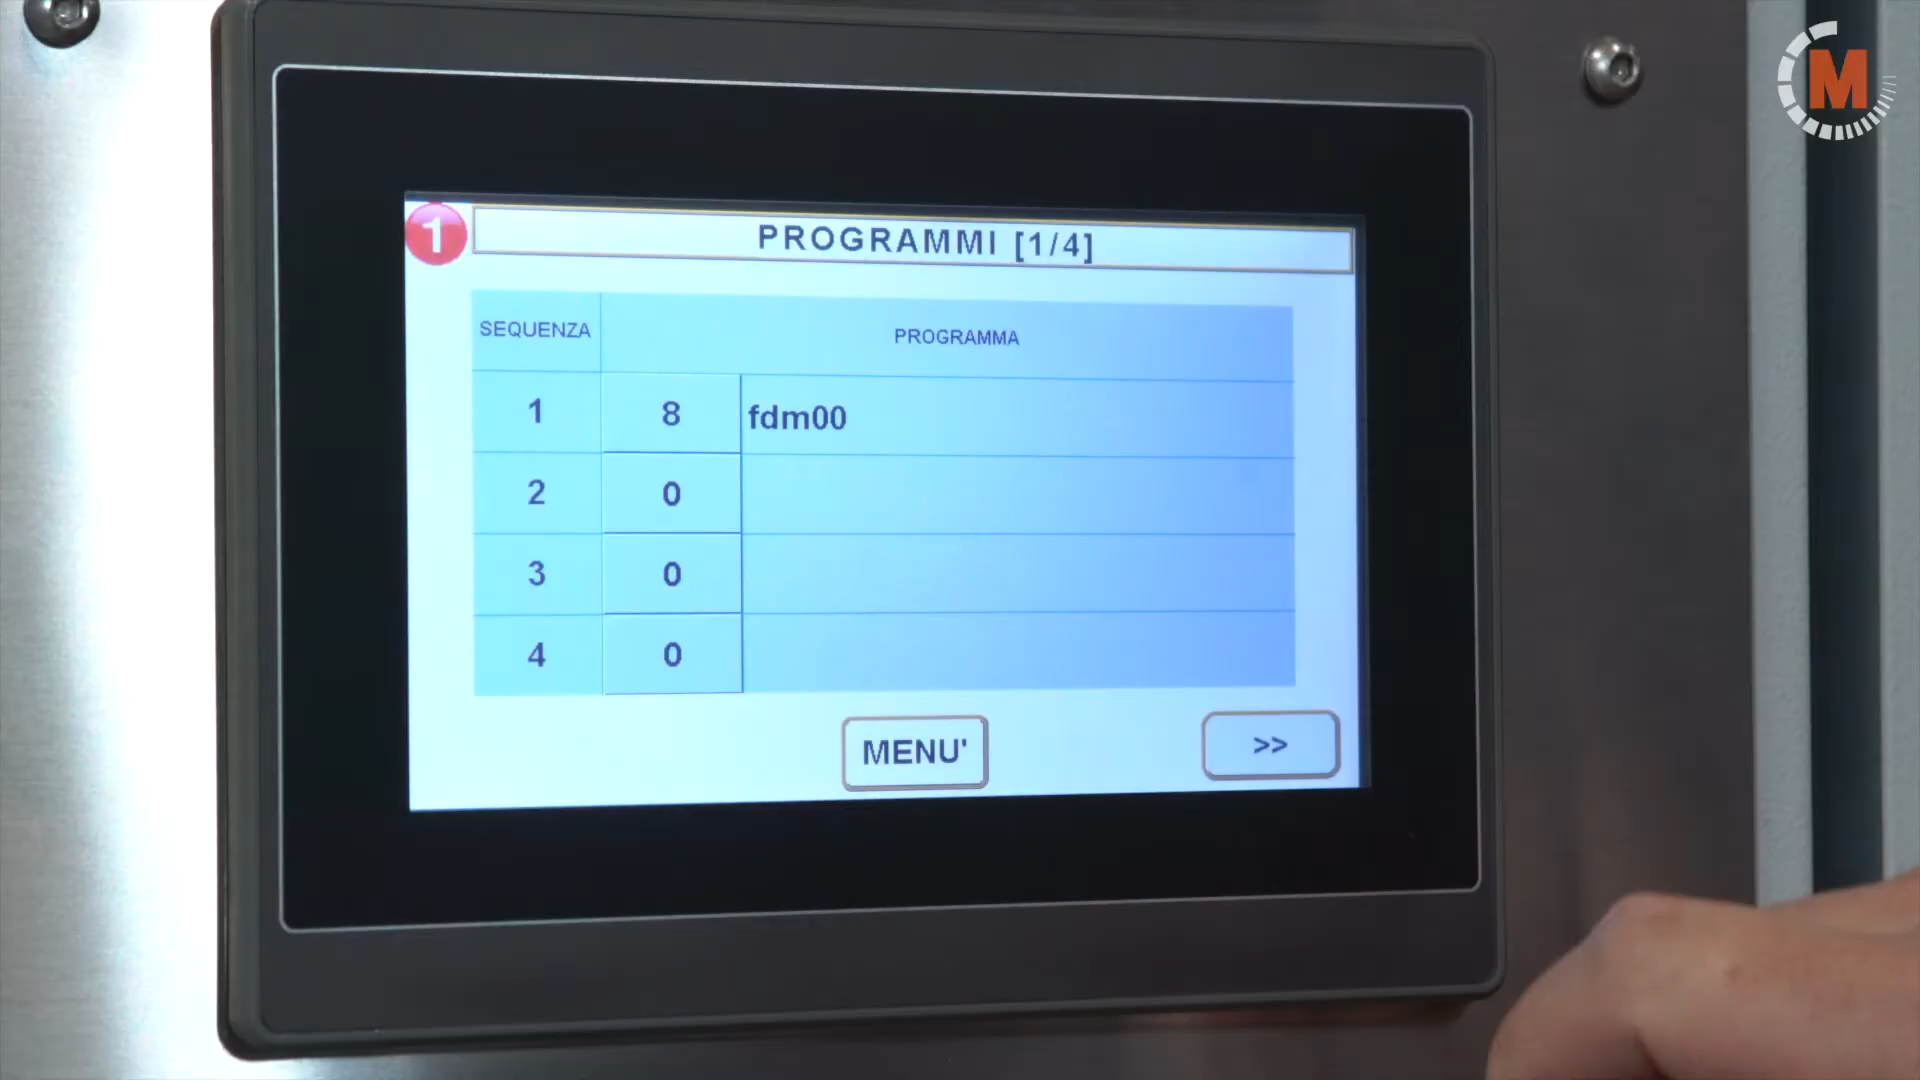 M
1
PROGRAMMI [1/4]
SEQUENZA PROGRAMMA
1 8 fdm00
2 0
3 0
4 0
MENU' >>